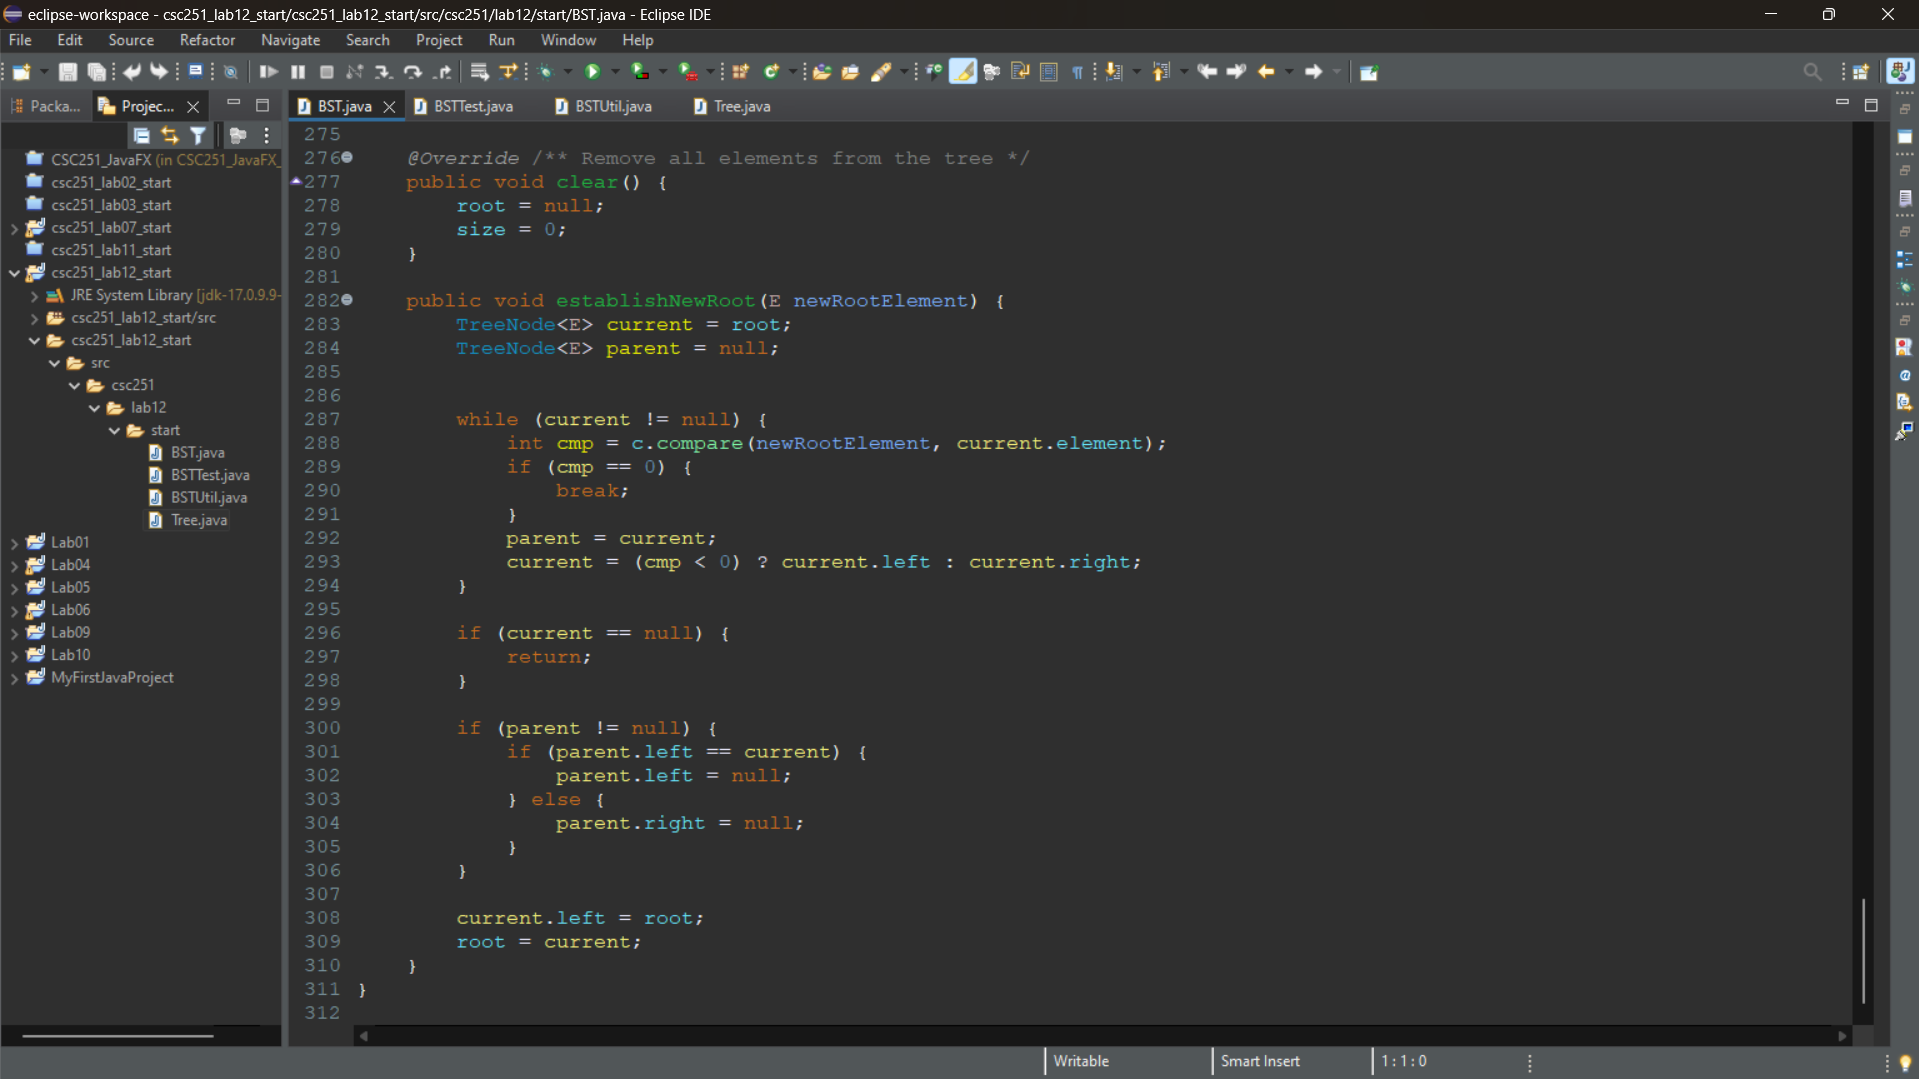 eclipse-workspace - csc251_lab12_start/csc251_lab12_start/src/csc251/lab12/start/BST.java - Eclipse IDE
File Edit Source Refactor Navigate Search Project Run Window Help
Packa... Projec...
CSC251_JavaFX (in CSC251_JavaFX_
csc251_lab02_start
csc251_lab03_start
csc251_lab07_start
csc251_lab11_start
csc251_lab12_start
JRE System Library [jdk-17.0.9.9-
csc251_lab12_start/src
csc251_lab12_start
src
csc251
lab12
start
BST.java
BSTTest.java
BSTUtil.java
Tree.java
Lab01
Lab04
Lab05
Lab06
Lab09
Lab10
MyFirstJavaProject
BST.java BSTTest.java BSTUtil.java Tree.java
275
276 @Override /** Remove all elements from the tree */
277 public void clear() {
278 root = null;
279 size = 0;
280 }
281
282 public void establishNewRoot(E newRootElement) {
283 TreeNode<E> current = root;
284 TreeNode<E> parent = null;
285
286
287 while (current != null) {
288 int cmp = c.compare(newRootElement, current.element);
289 if (cmp == 0) {
290 break;
291 }
292 parent = current;
293 current = (cmp < 0) ? current.left : current.right;
294 }
295
296 if (current == null) {
297 return;
298 }
299
300 if (parent != null) {
301 if (parent.left == current) {
302 parent.left = null;
303 } else {
304 parent.right = null;
305 }
306 }
307
308 current.left = root;
309 root = current;
310 }
311 }
312
Writable Smart Insert 1 : 1 : 0